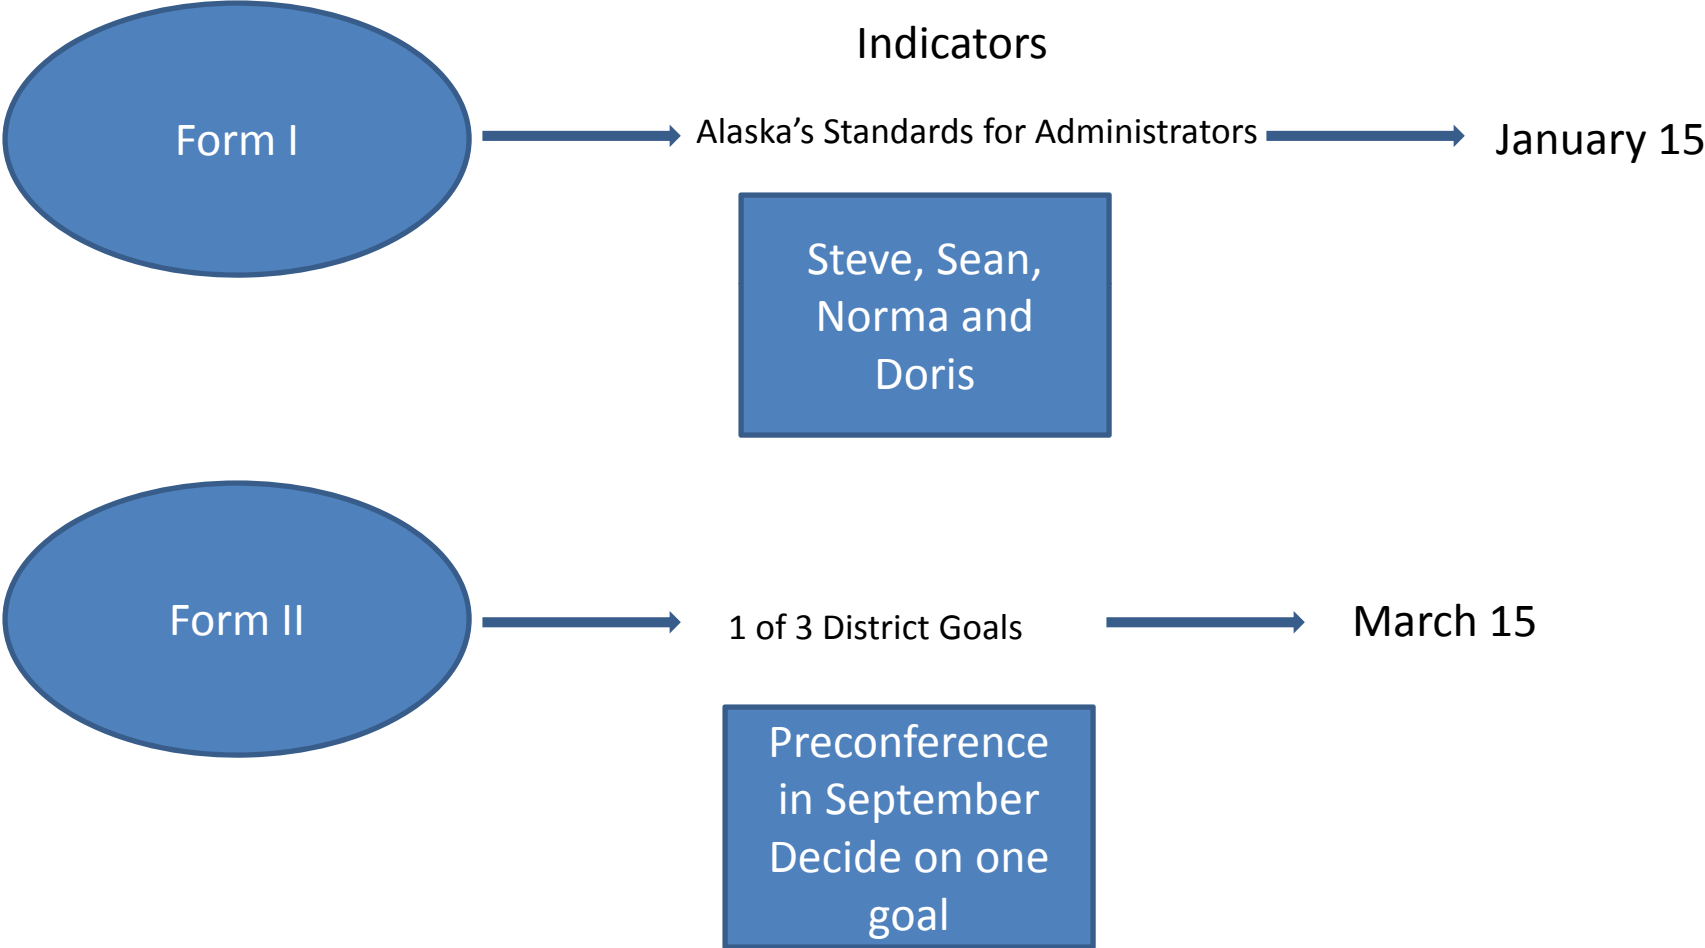 Indicators
Form I
Alaska’s Standards for Administrators
January 15
Steve, Sean,
Norma and
Doris
Form II
1 of 3 District Goals
March 15
Preconference
in September
Decide on one
goal